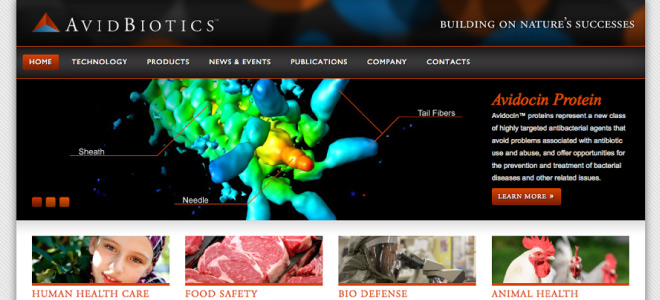 AVIDBIOTICS™
BUILDING ON NATURE'S SUCCESSES
HOME TECHNOLOGY PRODUCTS NEWS & EVENTS PUBLICATIONS COMPANY CONTACTS
Avidocin Protein
Avidocin™ proteins represent a new class
of highly targeted antibacterial agents that
avoid problems associated with antibiotic
use and abuse, and offer opportunities for
the prevention and treatment of bacterial
diseases and other related issues.
LEARN MORE »
Tail Fibers
Sheath
Needle
HUMAN HEALTH CARE
FOOD SAFETY
BIO DEFENSE
ANIMAL HEALTH